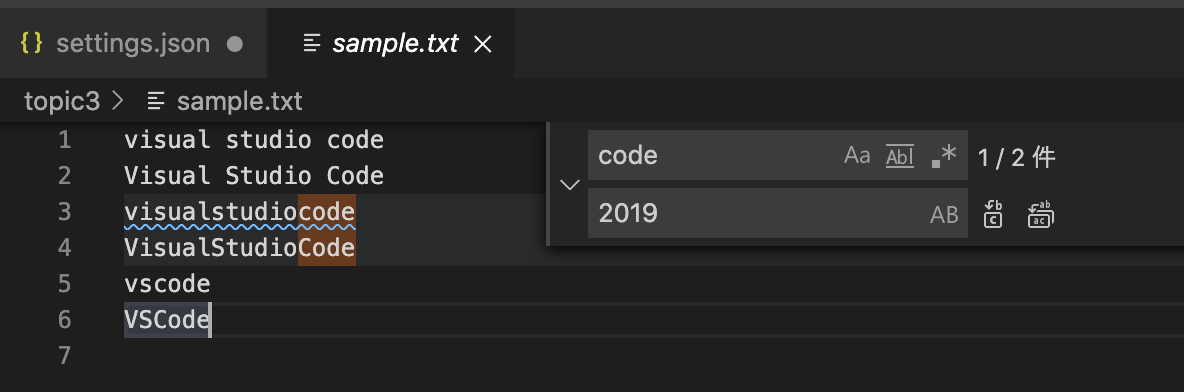 {} settings.json
sample.txt
topic3 > sample.txt
1 visual studio code
2 Visual Studio Code
3 visualstudiocode
4 VisualStudioCode
5 vscode
6 VSCode
7
code Aa Abl .* 1 / 2 件
2019 AB